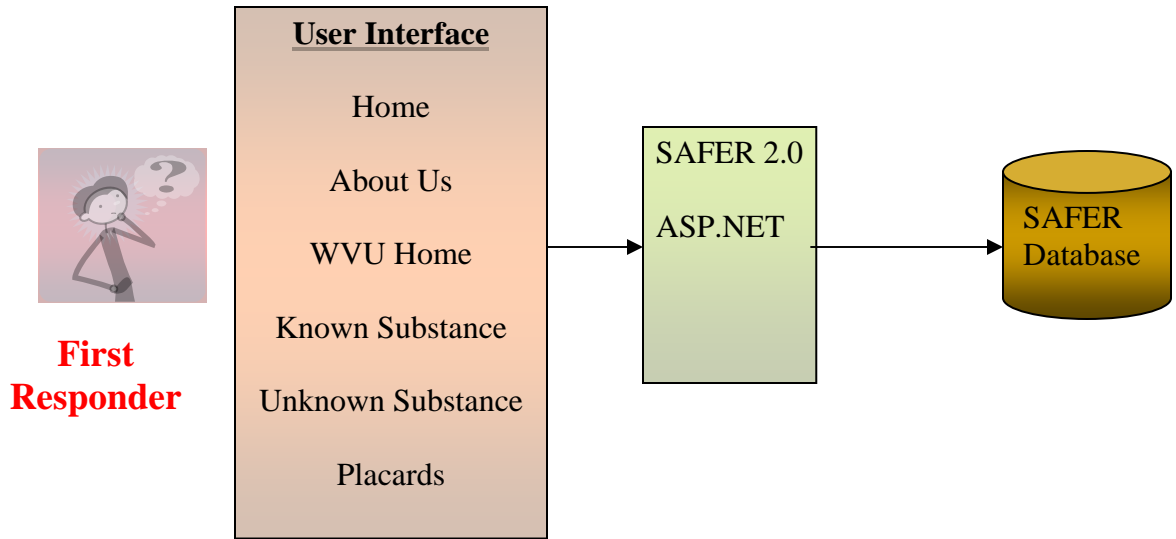 First
Responder
User Interface
Home
About Us
WVU Home
Known Substance
Unknown Substance
Placards
SAFER 2.0
ASP.NET
SAFER
Database
?